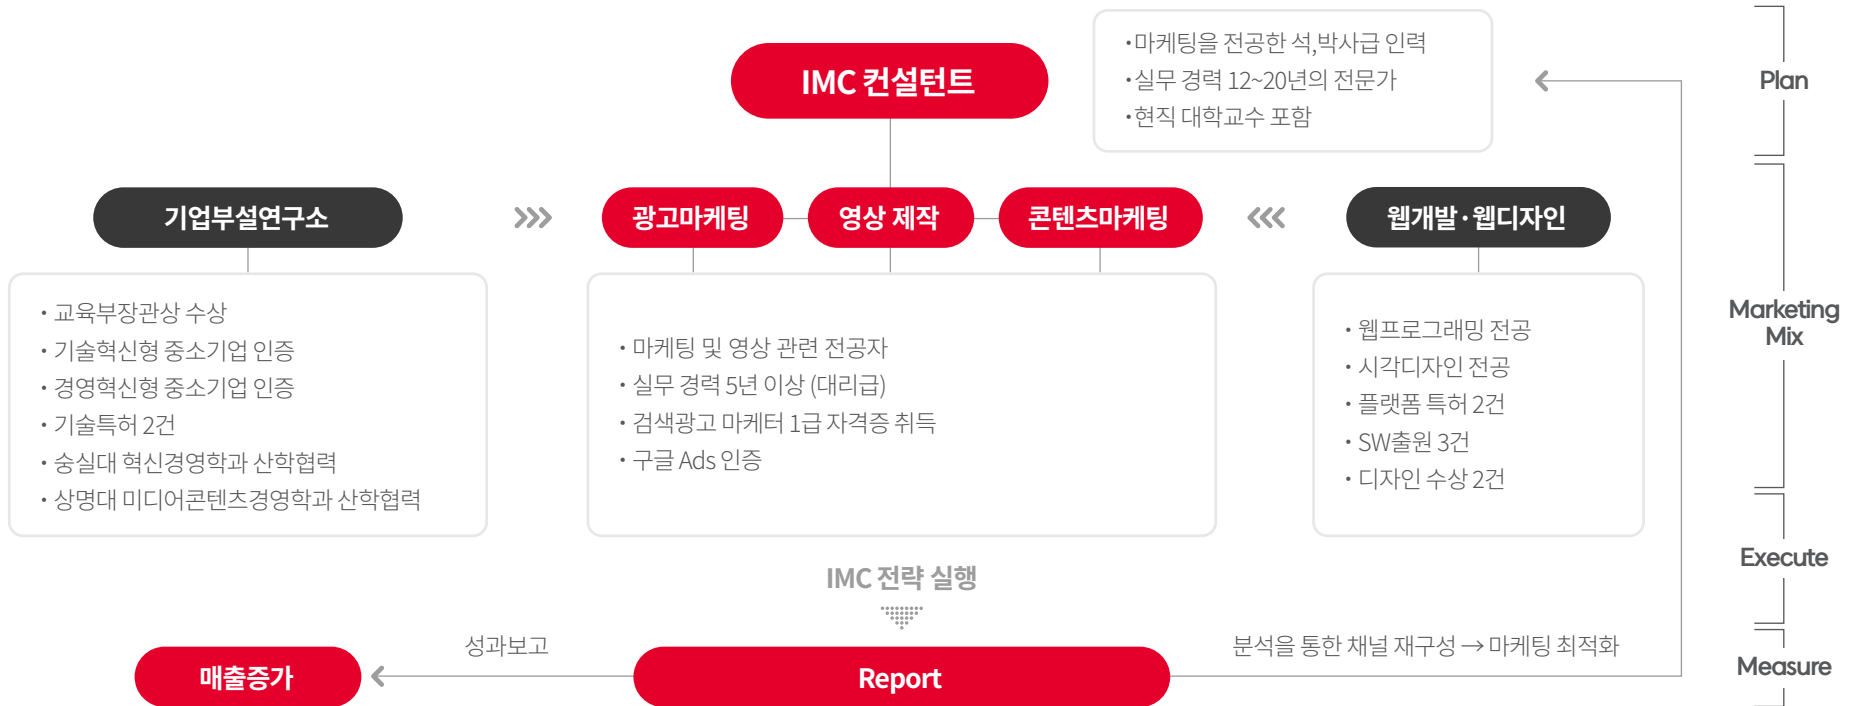 IMC 컨설턴트
・마케팅을 전공한 석,박사급 인력
・실무 경력 12~20년의 전문가
・현직 대학교수 포함
Plan
기업부설연구소
광고마케팅
영상 제작
콘텐츠마케팅
웹개발·웹디자인
・교육부장관상 수상
・기술혁신형 중소기업 인증
・경영혁신형 중소기업 인증
・기술특허 2건
・숭실대 혁신경영학과 산학협력
・상명대 미디어콘텐츠경영학과 산학협력
・마케팅 및 영상 관련 전공자
・실무 경력 5년 이상 (대리급)
・검색광고 마케터 1급 자격증 취득
・구글 Ads 인증
・웹프로그래밍 전공
・시각디자인 전공
・플랫폼 특허 2건
・SW출원 3건
・디자인 수상 2건
Marketing
Mix
IMC 전략 실행
Execute
성과보고
분석을 통한 채널 재구성 → 마케팅 최적화
매출증가
Report
Measure